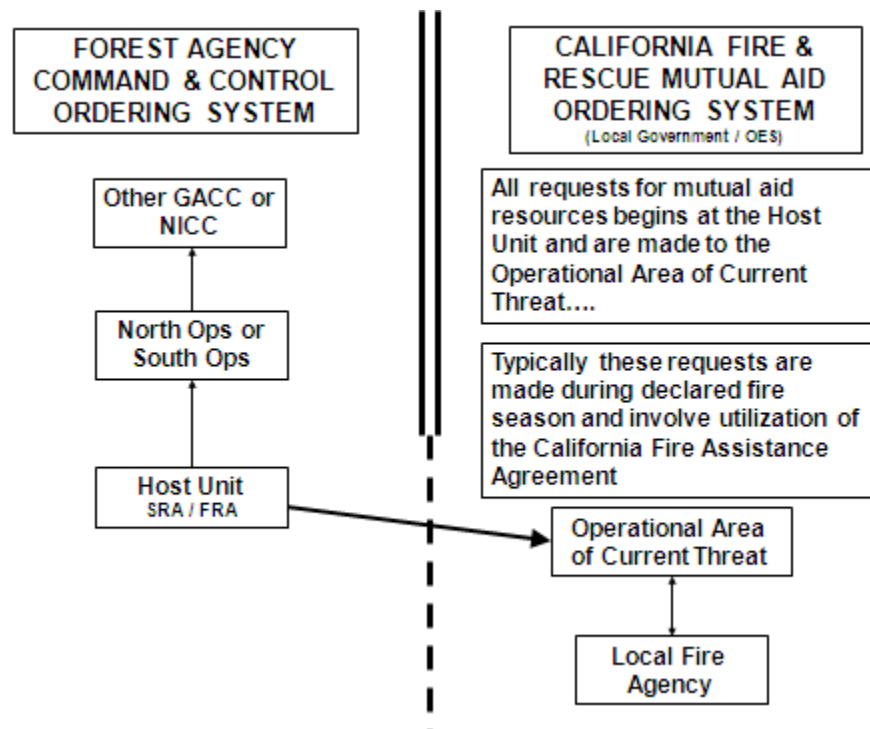 FOREST AGENCY
COMMAND & CONTROL
ORDERING SYSTEM
Other GACC or
NICC
North Ops or
South Ops
Host Unit
SRA / FRA
CALIFORNIA FIRE &
RESCUE MUTUAL AID
ORDERING SYSTEM
(Local Government / OES)
All requests for mutual aid
resources begins at the Host
Unit and are made to the
Operational Area of Current
Threat....
Typically these requests are
made during declared fire
season and involve utilization of
the California Fire Assistance
Agreement
Operational Area
of Current Threat
Local Fire
Agency